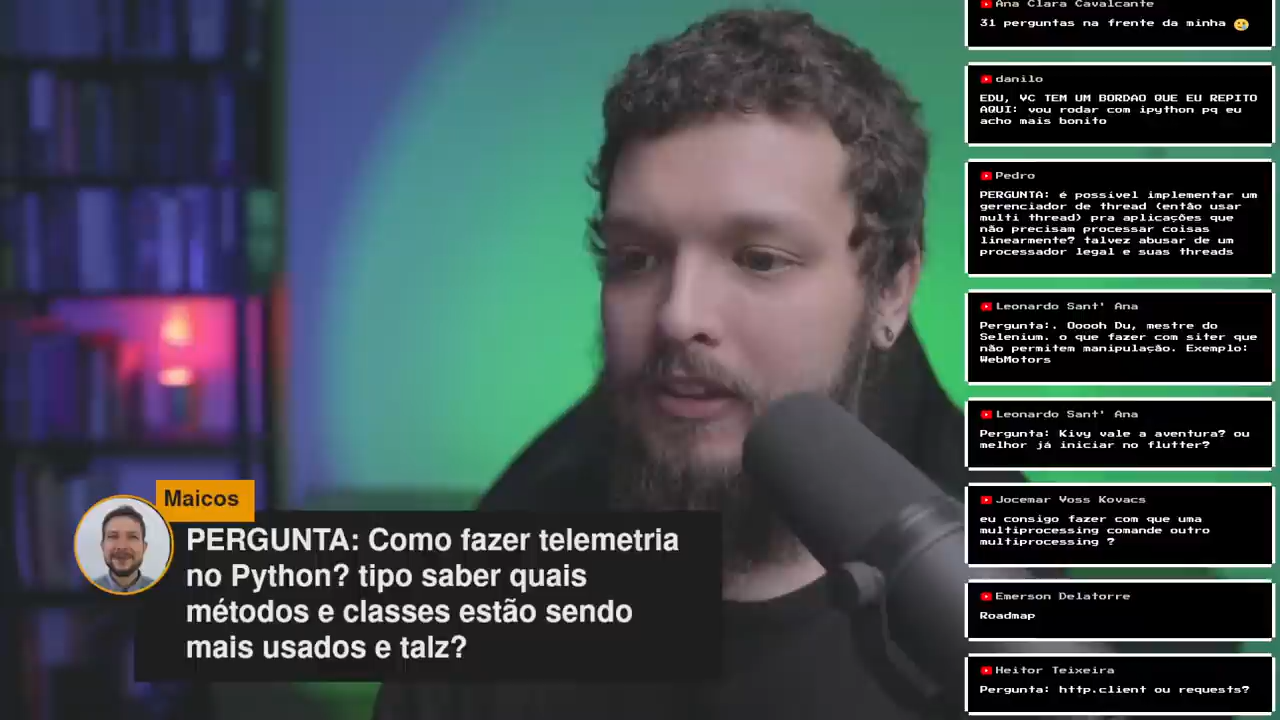 Maicos
PERGUNTA: Como fazer telemetria
no Python? tipo saber quais
métodos e classes estão sendo
mais usados e talz?
Ana Clara Cavalcante
31 perguntas na frente da minha 🥲
danilo
EDU, VC TEM UM BORDAO QUE EU REPITO
AQUI: vou rodar com ipython pq eu
acho mais bonito
Pedro
PERGUNTA: é possivel implementar um
gerenciador de thread (então usar
multi thread) pra aplicações que
não precisam processar coisas
linearmente? talvez abusar de um
processador legal e suas threads
Leonardo Sant' Ana
Pergunta:. Ooooh Du, mestre do
Selenium. o que fazer com siter que
não permitem manipulação. Exemplo:
WebMotors
Leonardo Sant' Ana
Pergunta: Kivy vale a aventura? ou
melhor já iniciar no flutter?
Jocemar Voss Kovacs
eu consigo fazer com que uma
multiprocessing comande outro
multiprocessing ?
Emerson Delatorre
Roadmap
Heitor Teixeira
Pergunta: http.client ou requests?